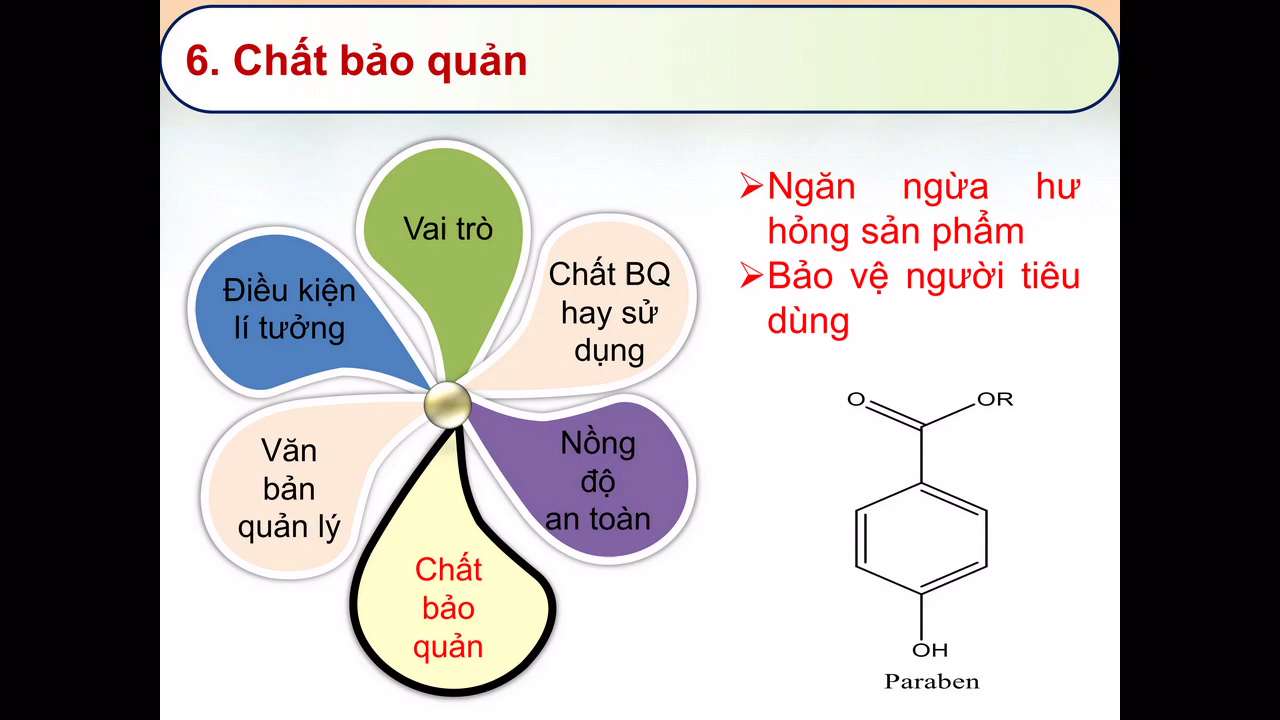 6. Chất bảo quản
Vai trò
Điều kiện
lí tưởng
Chất BQ
hay sử
dụng
Văn
bản
quản lý
Nồng
độ
an toàn
Chất
bảo
quản
➢Ngăn ngừa hư
hỏng sản phẩm
➢Bảo vệ người tiêu
dùng
O
OR
OH
Paraben